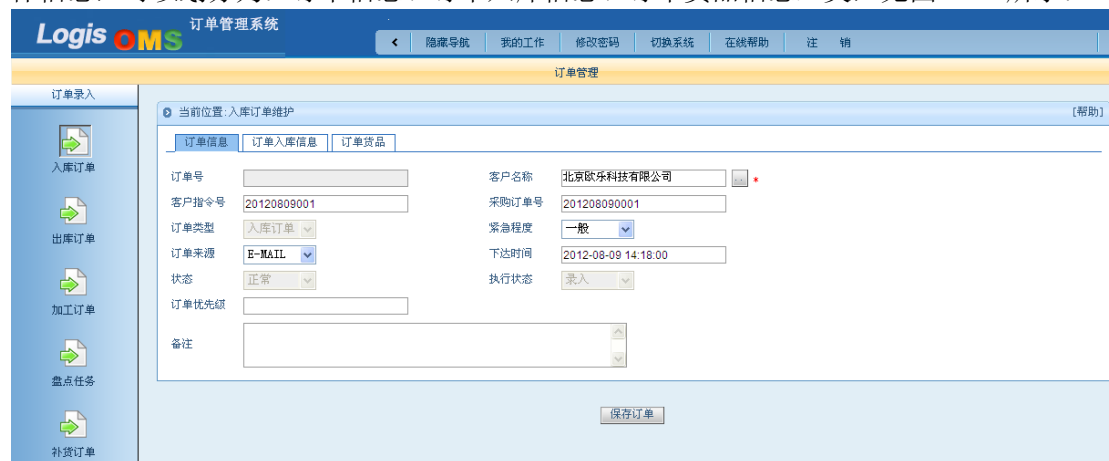 Logis OMS 订单管理系统
隐藏导航 我的工作 修改密码 切换系统 在线帮助 注 销
订单管理
订单录入
当前位置:入库订单维护 [帮助]
订单信息 订单入库信息 订单货品
入库订单
订单号 客户名称 北京欧乐科技有限公司 ... *
客户指令号 20120809001 采购订单号 201208090001
订单类型 入库订单 紧急程度 一般
出库订单
订单来源 E-MAIL 下达时间 2012-08-09 14:18:00
状态 正常 执行状态 录入
订单优先级
加工订单
备注
盘点任务
保存订单
补货订单